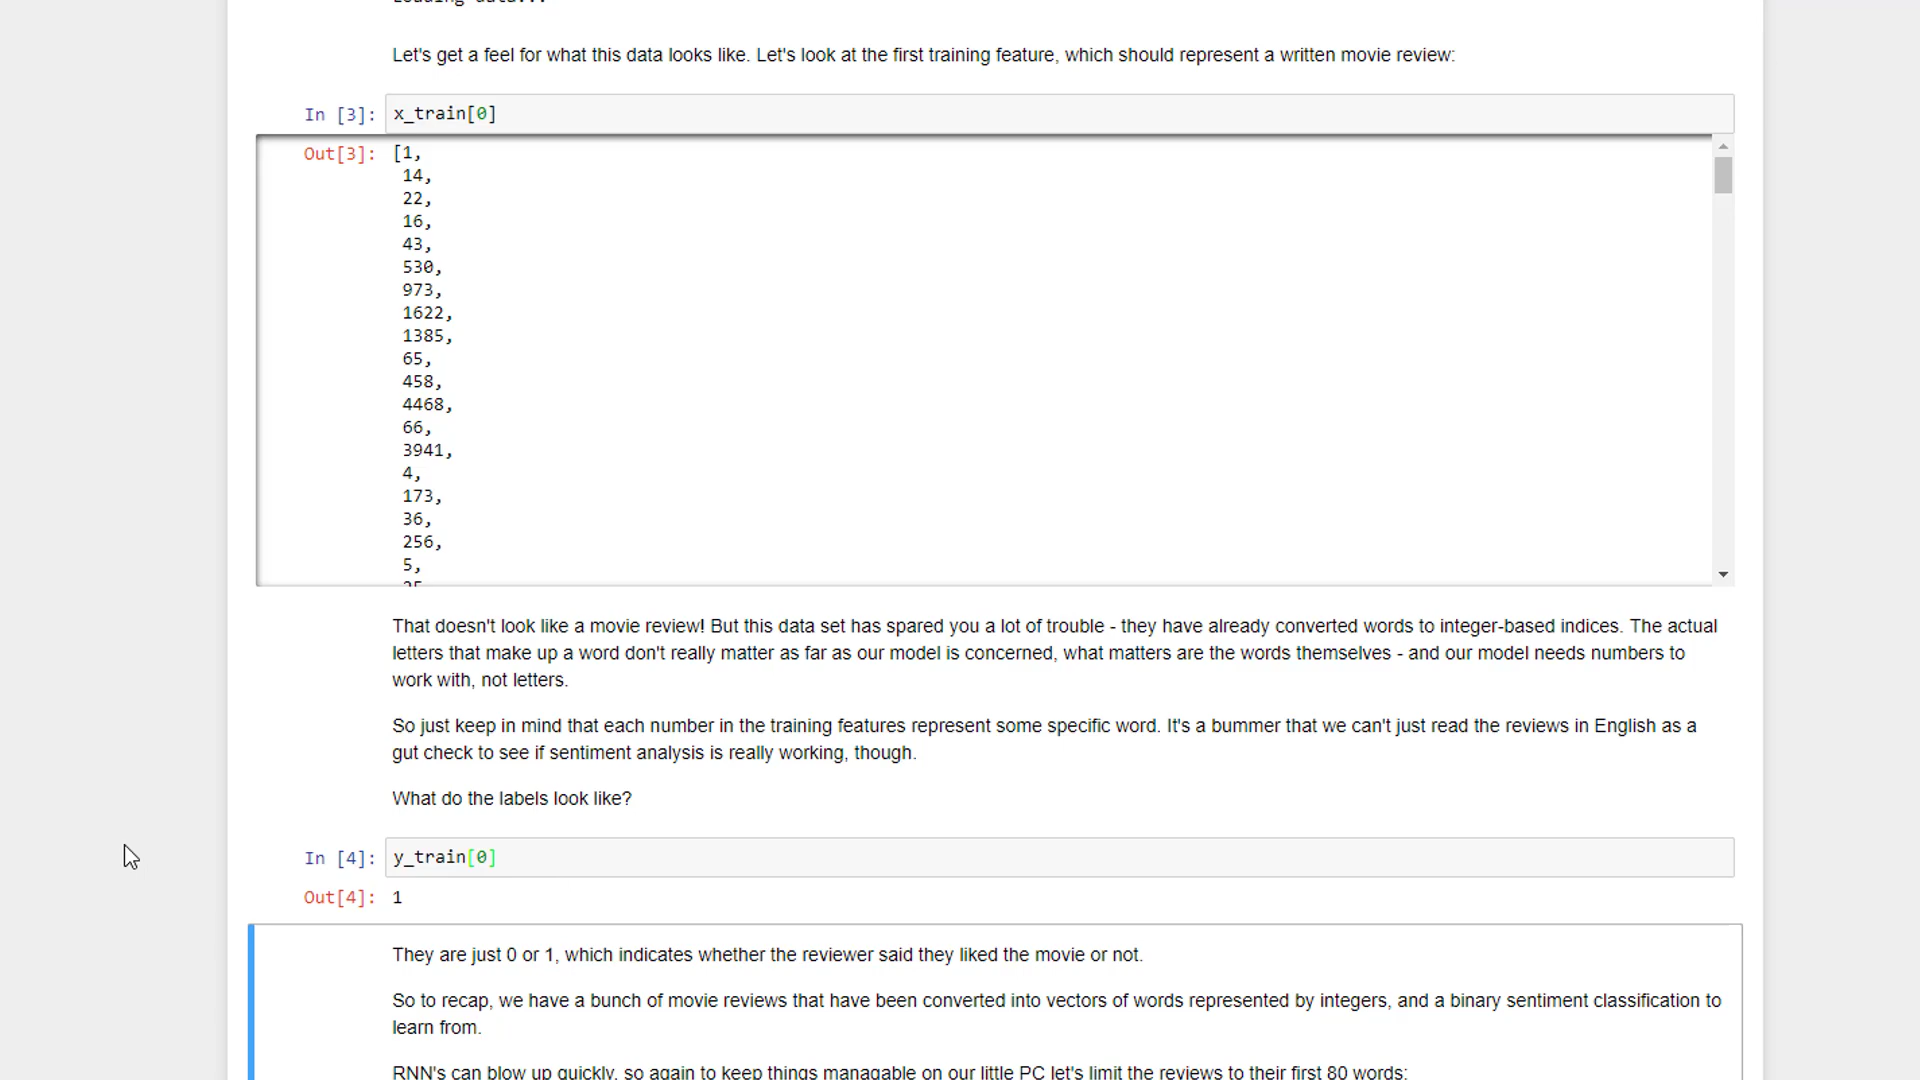 Let's get a feel for what this data looks like. Let's look at the first training feature, which should represent a written movie review:
In [3]: x_train[0]
Out[3]: [1,
14,
22,
16,
43,
530,
973,
1622,
1385,
65,
458,
4468,
66,
3941,
4,
173,
36,
256,
5,
That doesn't look like a movie review! But this data set has spared you a lot of trouble - they have already converted words to integer-based indices. The actual
letters that make up a word don't really matter as far as our model is concerned, what matters are the words themselves - and our model needs numbers to
work with, not letters.
So just keep in mind that each number in the training features represent some specific word. It's a bummer that we can't just read the reviews in English as a
gut check to see if sentiment analysis is really working, though.
What do the labels look like?
In [4]: y_train[0]
Out[4]: 1
They are just 0 or 1, which indicates whether the reviewer said they liked the movie or not.
So to recap, we have a bunch of movie reviews that have been converted into vectors of words represented by integers, and a binary sentiment classification to
learn from.
RNN's can blow up quickly, so again to keep things managable on our little PC let's limit the reviews to their first 80 words: